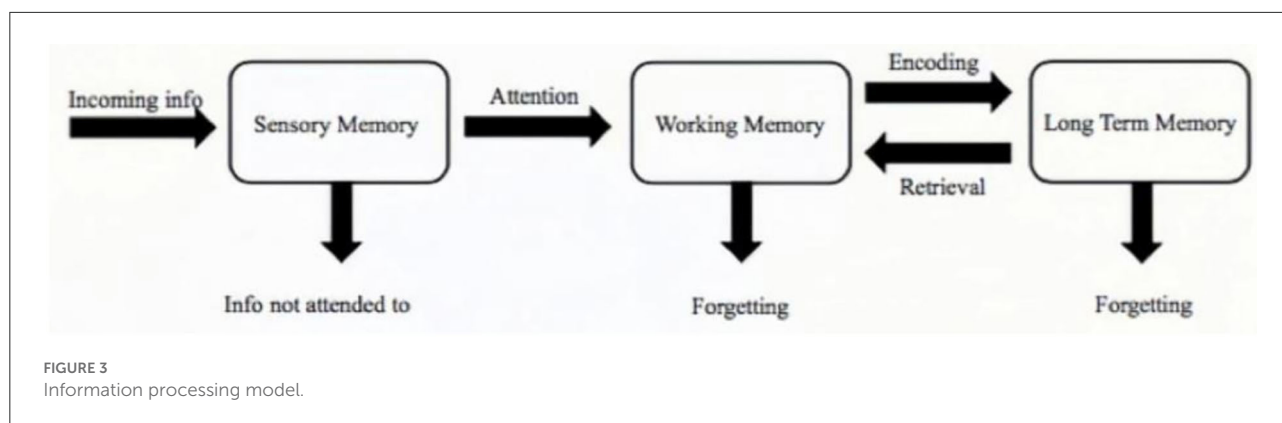 Incoming info
Sensory Memory
Attention
Working Memory
Encoding
Retrieval
Long Term Memory
Info not attended to
Forgetting
Forgetting
FIGURE 3
Information processing model.